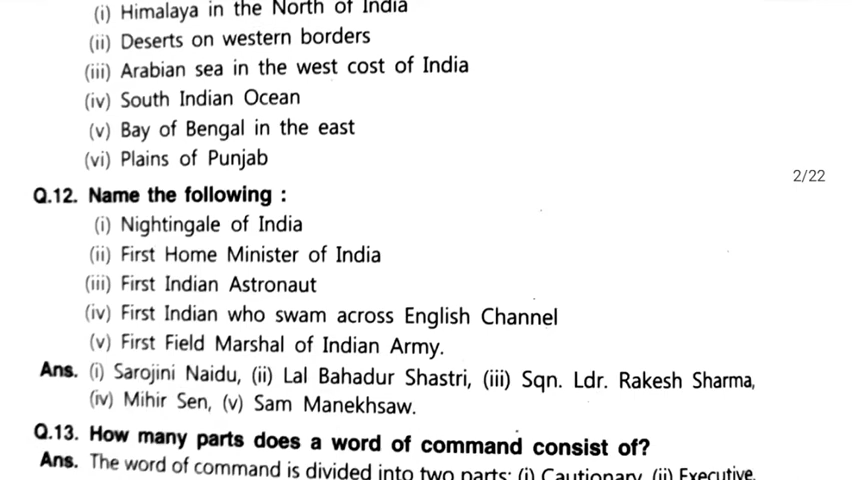 (i) Himalaya in the North of India
(ii) Deserts on western borders
(iii) Arabian sea in the west cost of India
(iv) South Indian Ocean
(v) Bay of Bengal in the east
(vi) Plains of Punjab
2/22
Q.12. Name the following :
(i) Nightingale of India
(ii) First Home Minister of India
(iii) First Indian Astronaut
(iv) First Indian who swam across English Channel
(v) First Field Marshal of Indian Army.
Ans. (i) Sarojini Naidu, (ii) Lal Bahadur Shastri, (iii) Sqn. Ldr. Rakesh Sharma,
(iv) Mihir Sen, (v) Sam Manekhsaw.
Q.13. How many parts does a word of command consist of?
Ans. The word of command is divided into two parts: (i) Cautionary, (ii) Executive.